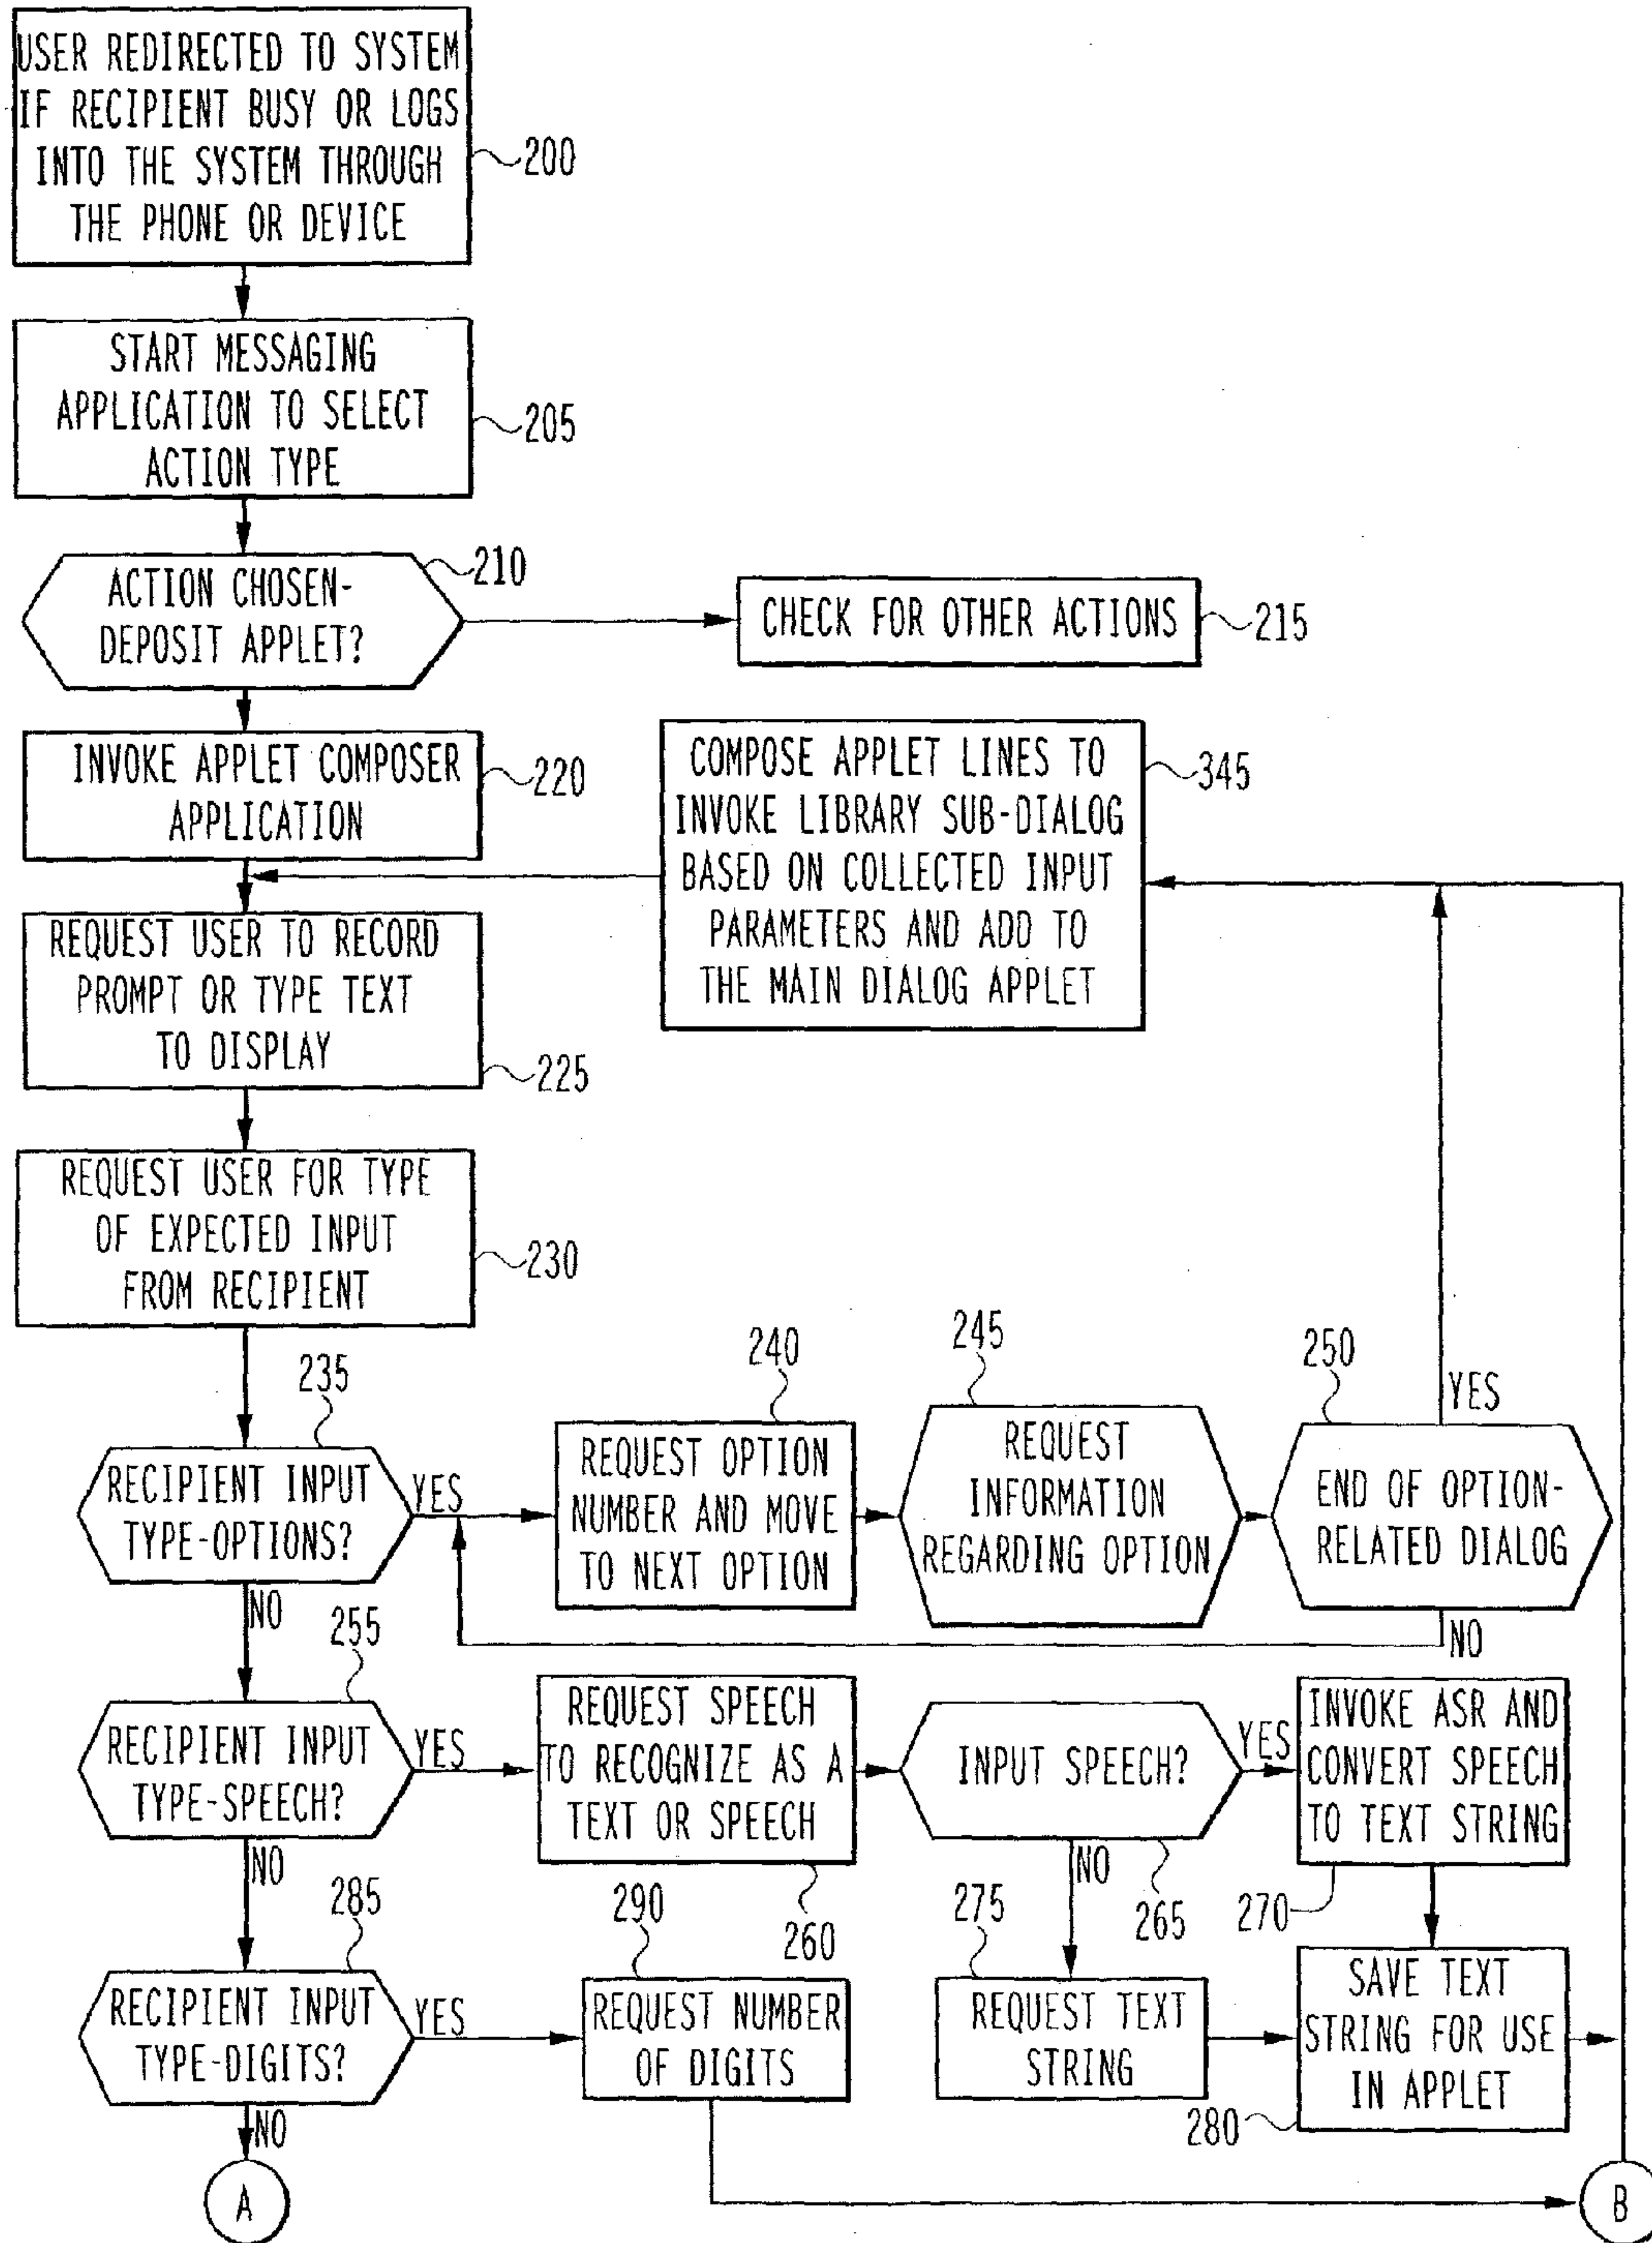 USER REDIRECTED TO SYSTEM
IF RECIPIENT BUSY OR LOGS
INTO THE SYSTEM THROUGH
THE PHONE OR DEVICE
200
START MESSAGING
APPLICATION TO SELECT
ACTION TYPE
205
ACTION CHOSEN-
DEPOSIT APPLET?
210
CHECK FOR OTHER ACTIONS
215
INVOKE APPLET COMPOSER
APPLICATION
220
COMPOSE APPLET LINES TO
INVOKE LIBRARY SUB-DIALOG
BASED ON COLLECTED INPUT
PARAMETERS AND ADD TO
THE MAIN DIALOG APPLET
345
REQUEST USER TO RECORD
PROMPT OR TYPE TEXT
TO DISPLAY
225
REQUEST USER FOR TYPE
OF EXPECTED INPUT
FROM RECIPIENT
230
235
RECIPIENT INPUT
TYPE-OPTIONS?
YES
NO
240
REQUEST OPTION
NUMBER AND MOVE
TO NEXT OPTION
245
REQUEST
INFORMATION
REGARDING OPTION
250
END OF OPTION-
RELATED DIALOG
YES
NO
255
RECIPIENT INPUT
TYPE-SPEECH?
YES
NO
REQUEST SPEECH
TO RECOGNIZE AS A
TEXT OR SPEECH
260
INPUT SPEECH?
265
YES
NO
INVOKE ASR AND
CONVERT SPEECH
TO TEXT STRING
270
275
REQUEST TEXT
STRING
SAVE TEXT
STRING FOR USE
IN APPLET
280
285
RECIPIENT INPUT
TYPE-DIGITS?
YES
NO
290
REQUEST NUMBER
OF DIGITS
A
B